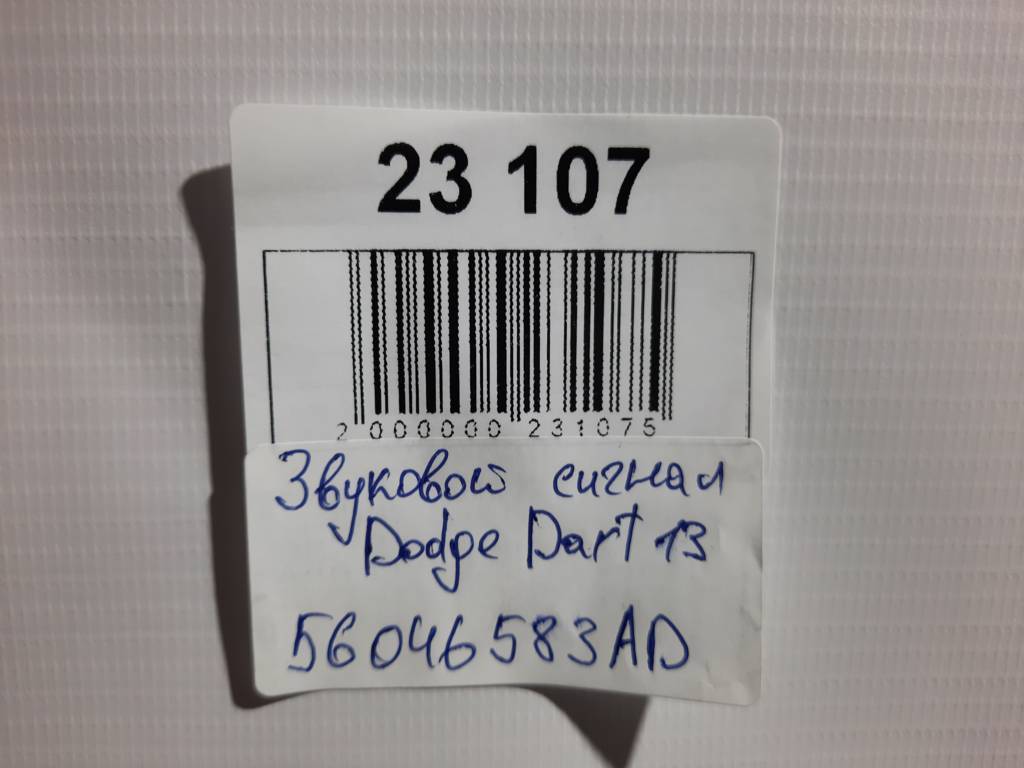 23 107
2 000000 231075
Звуковой сигнал
Dodge Dart 13
56046583AD